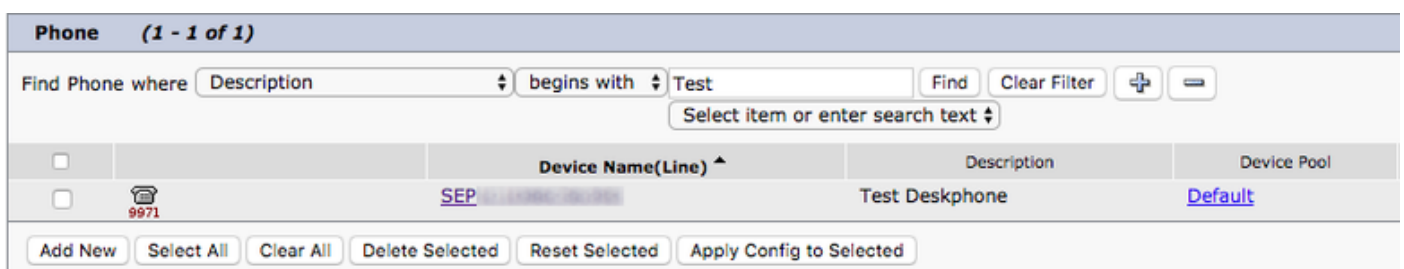 Phone (1 - 1 of 1)
Find Phone where Description begins with Test Find Clear Filter
Select item or enter search text
Device Name(Line) Description Device Pool
SEP Test Deskphone Default
9971
Add New Select All Clear All Delete Selected Reset Selected Apply Config to Selected